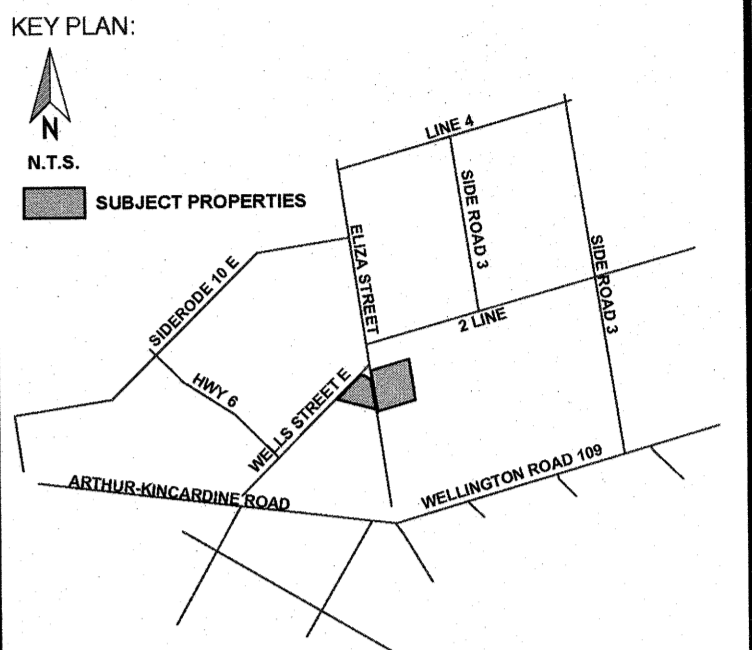 KEY PLAN:
N
N.T.S.
SUBJECT PROPERTIES
LINE 4
SIDE ROAD 3
ELIZA STREET
SIDE ROAD 3
SIDERODE 10 E
2 LINE
HWY 6
WELLS STREET E
WELLINGTON ROAD 109
ARTHUR-KINCARDINE ROAD